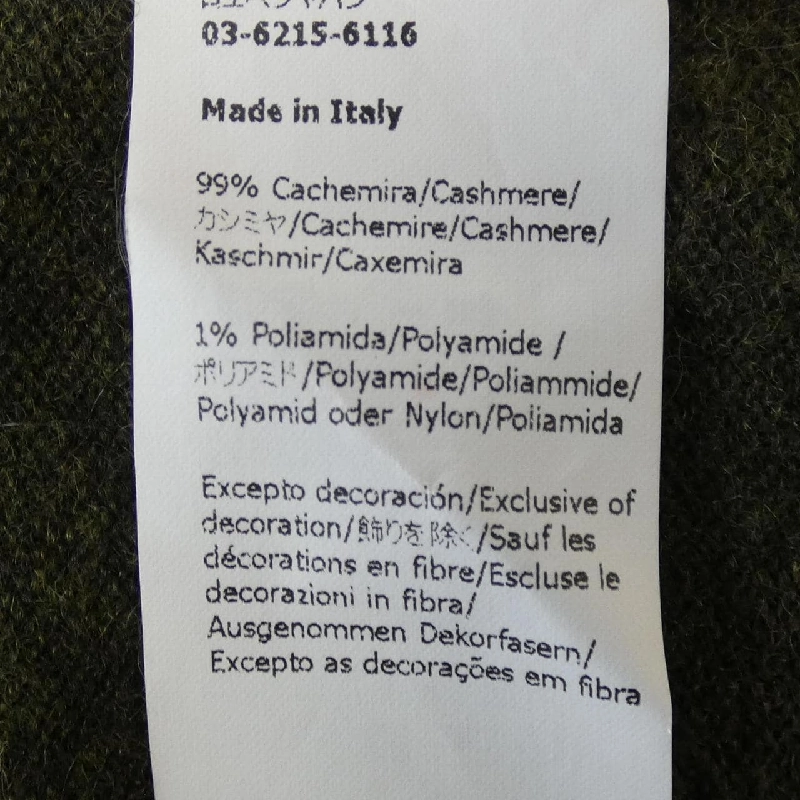 03-6215-6116
Made in Italy
99% Cachemira/Cashmere/
カシミヤ/Cachemire/Cashmere/
Kaschmir/Caxemira
1% Poliamida/Polyamide /
ポリアミド/Polyamide/Poliammide/
Polyamid oder Nylon/Poliamida
Excepto decoración/Exclusive of
decoration/飾りを除く/Sauf les
décorations en fibre/Escluse le
decorazioni in fibra/
Ausgenommen Dekorfasern/
Excepto as decorações em fibra